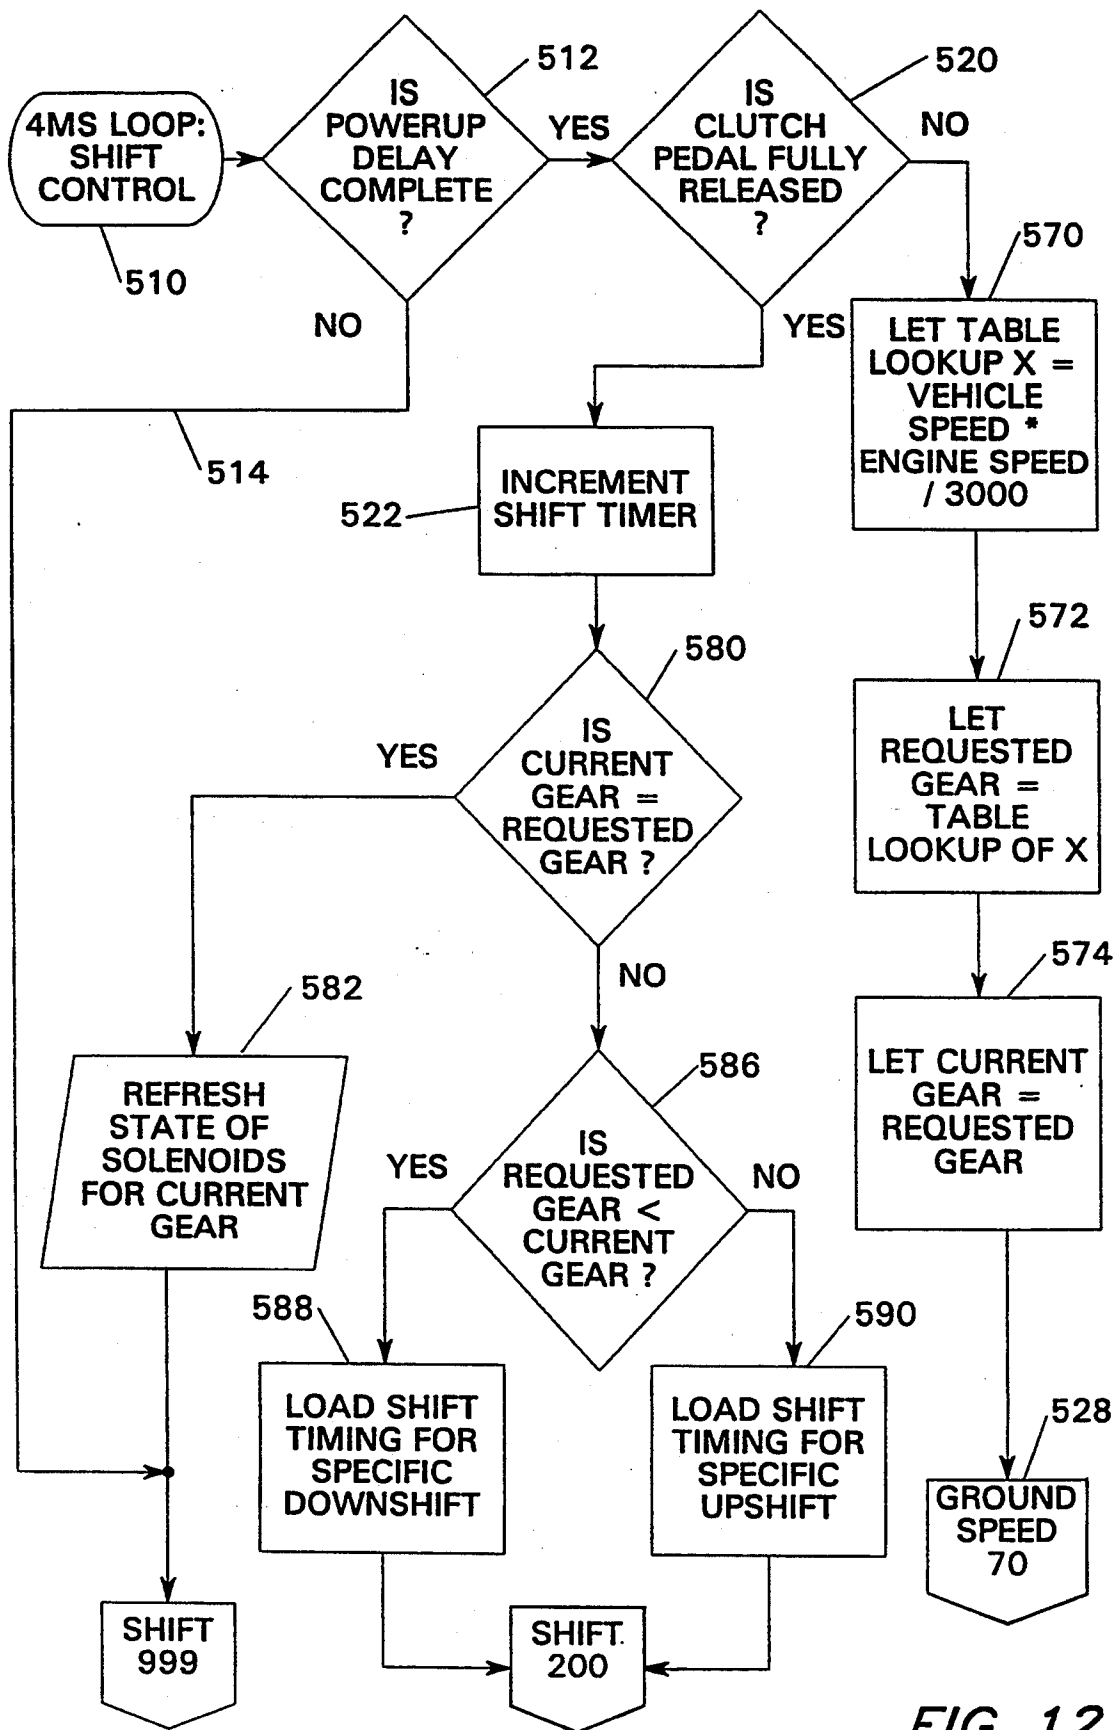 4MS LOOP:
SHIFT
CONTROL
510
IS
POWERUP
DELAY
COMPLETE
?
512
YES
NO
514
IS
CLUTCH
PEDAL FULLY
RELEASED
?
520
NO
YES
570
LET TABLE
LOOKUP X =
VEHICLE
SPEED *
ENGINE SPEED
/ 3000
INCREMENT
SHIFT TIMER
522
572
LET
REQUESTED
GEAR =
TABLE
LOOKUP OF X
580
IS
CURRENT
GEAR =
REQUESTED
GEAR ?
YES
NO
574
LET CURRENT
GEAR =
REQUESTED
GEAR
582
REFRESH
STATE OF
SOLENOIDS
FOR CURRENT
GEAR
586
IS
REQUESTED
GEAR <
CURRENT
GEAR ?
YES
NO
588
LOAD SHIFT
TIMING FOR
SPECIFIC
DOWNSHIFT
590
LOAD SHIFT
TIMING FOR
SPECIFIC
UPSHIFT
528
GROUND
SPEED
70
SHIFT
999
SHIFT
200
FIG. 12